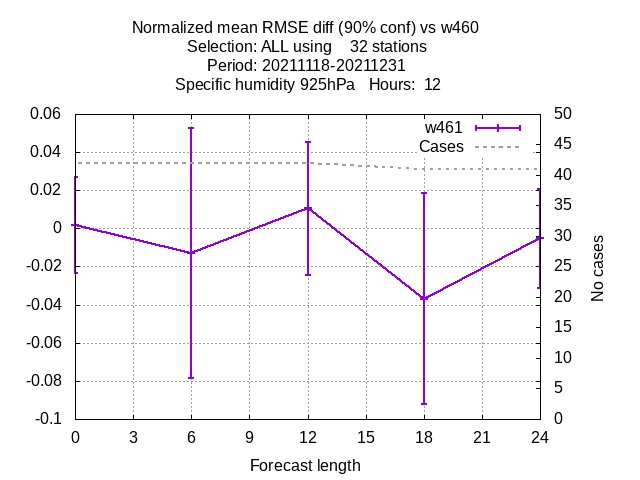 Normalized mean RMSE diff (90% conf) vs w460
Selection: ALL using    32 stations
Period: 20211118-20211231
Specific humidity 925hPa   Hours:  12
w461
Cases
0.06
0.04
0.02
0
-0.02
-0.04
-0.06
-0.08
-0.1
50
45
40
35
30
25
20
15
10
5
0
No cases
0 3 6 9 12 15 18 21 24
Forecast length